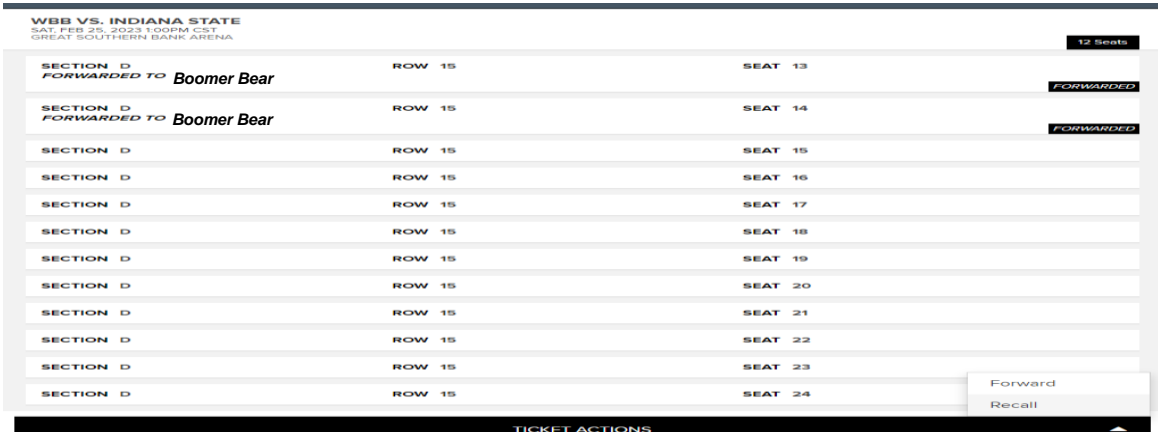 WBB VS. INDIANA STATE
SAT, FEB 25, 2023 1:00PM CST
GREAT SOUTHERN BANK ARENA
12 Seats
SECTION D ROW 15 SEAT 13
FORWARDED TO Boomer Bear
FORWARDED
SECTION D ROW 15 SEAT 14
FORWARDED TO Boomer Bear
FORWARDED
SECTION D ROW 15 SEAT 15
SECTION D ROW 15 SEAT 16
SECTION D ROW 15 SEAT 17
SECTION D ROW 15 SEAT 18
SECTION D ROW 15 SEAT 19
SECTION D ROW 15 SEAT 20
SECTION D ROW 15 SEAT 21
SECTION D ROW 15 SEAT 22
SECTION D ROW 15 SEAT 23
Forward
SECTION D ROW 15 SEAT 24
Recall
TICKET ACTIONS